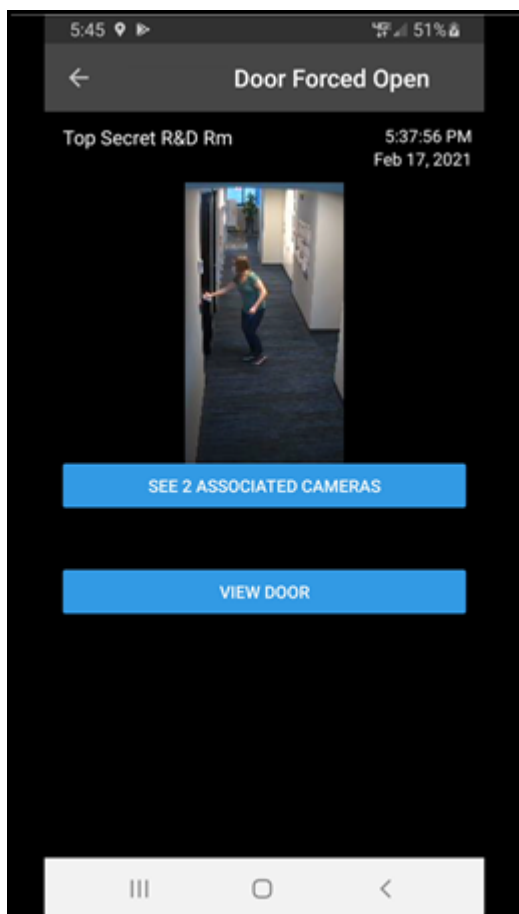 5:45 51%
Door Forced Open
Top Secret R&D Rm
5:37:56 PM
Feb 17, 2021
SEE 2 ASSOCIATED CAMERAS
VIEW DOOR